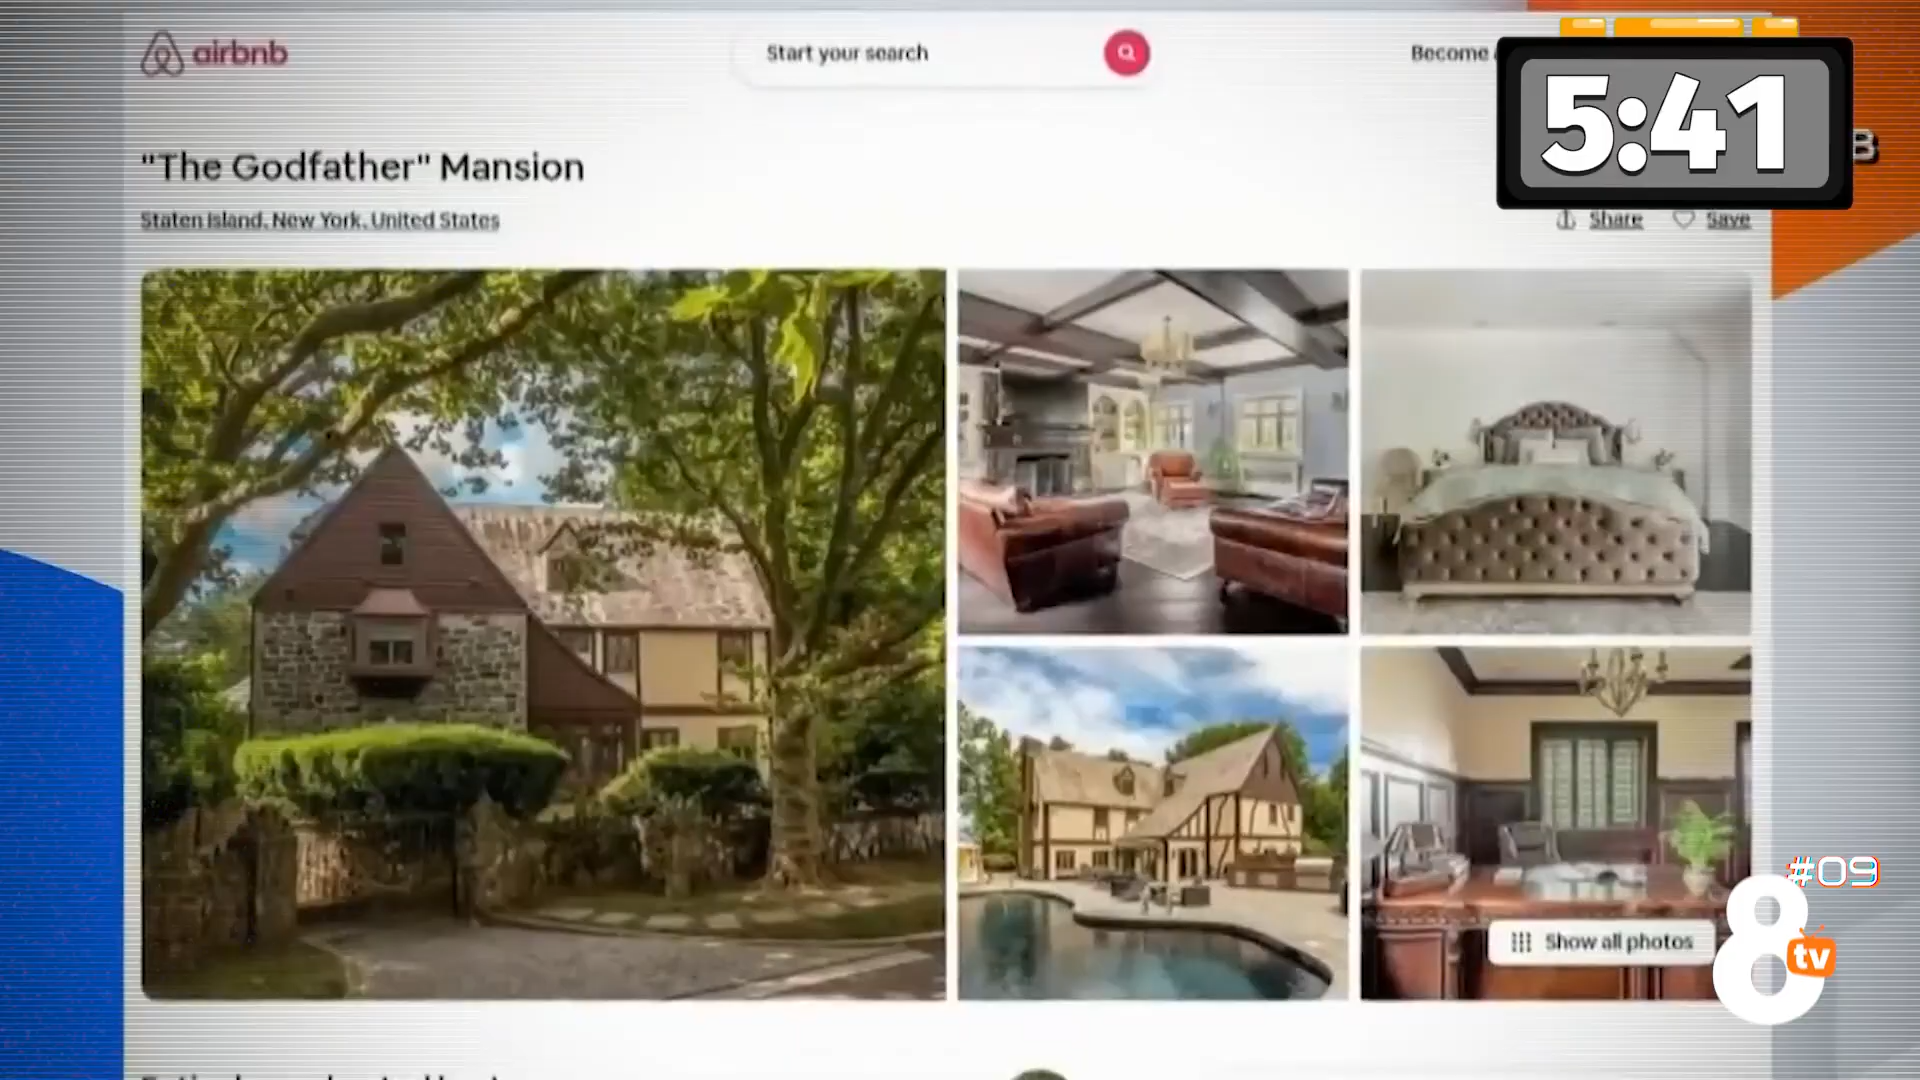 airbnb
Start your search
Become
5:41
B
"The Godfather" Mansion
Staten Island, New York, United States
Share
Save
#09
Show all photos
8
tv